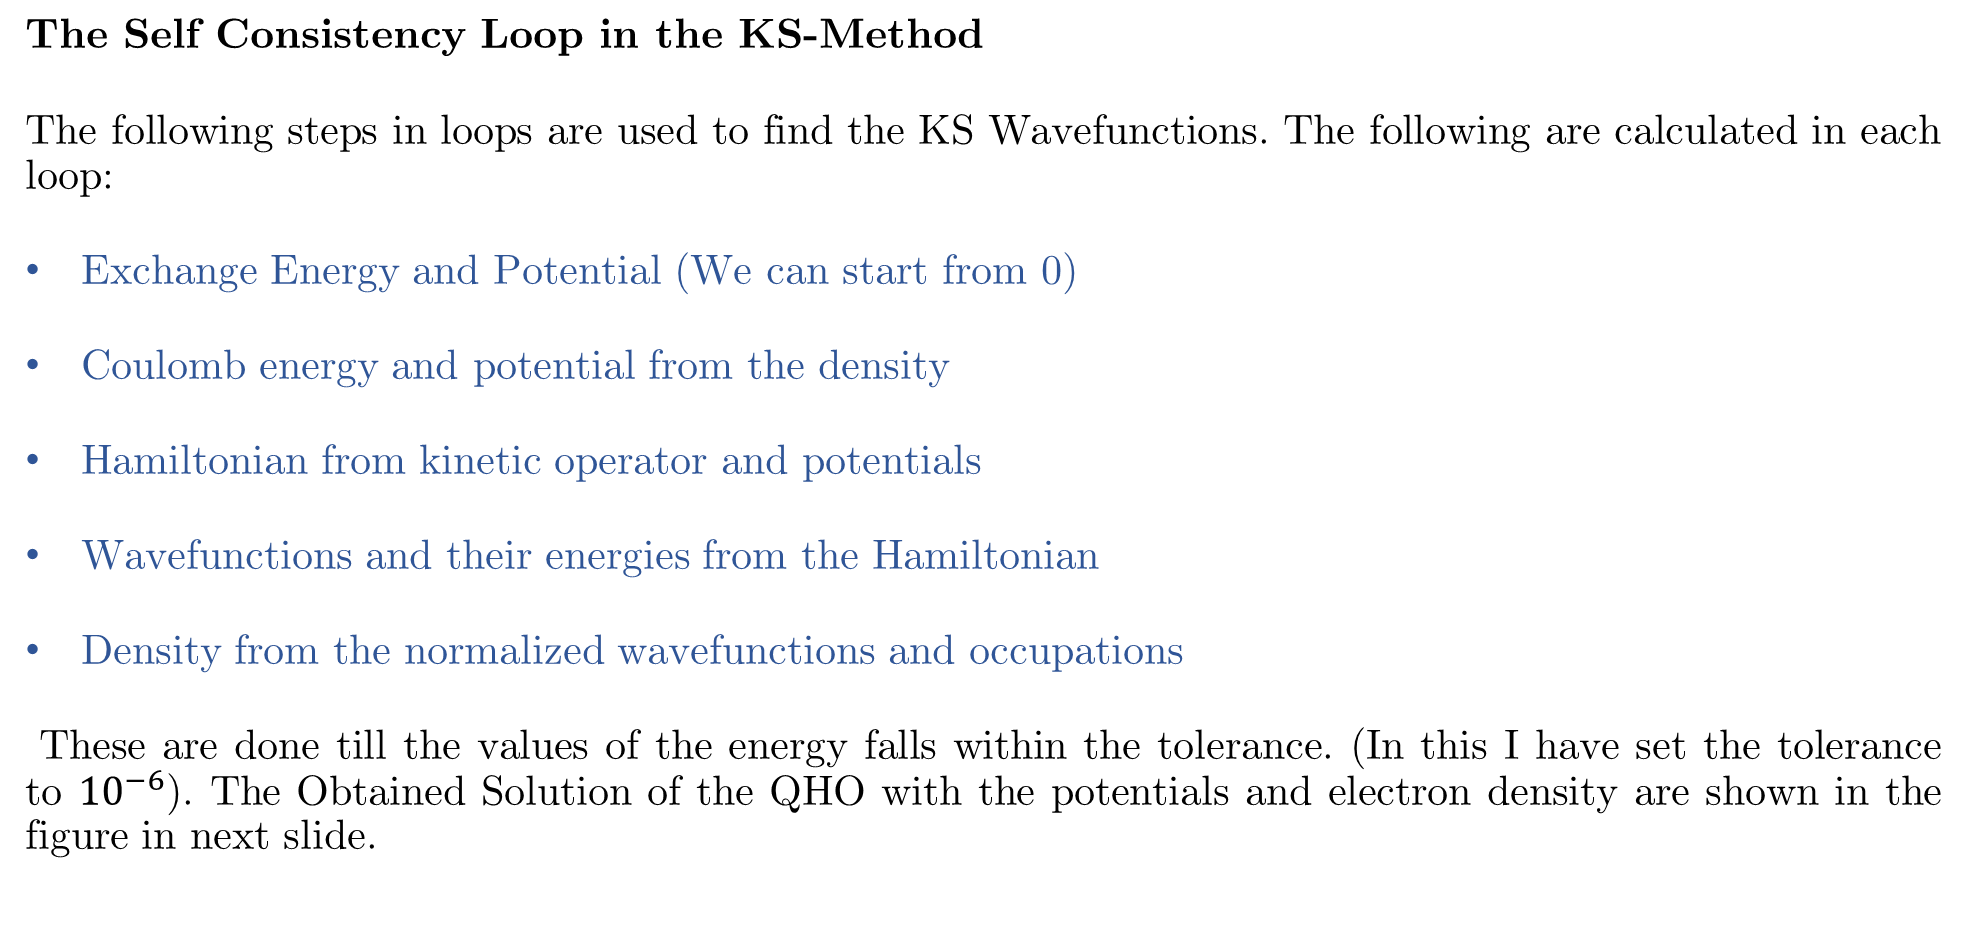 The Self Consistency Loop in the KS-Method
The following steps in loops are used to find the KS Wavefunctions. The following are calculated in each
loop:
• Exchange Energy and Potential (We can start from 0)
• Coulomb energy and potential from the density
• Hamiltonian from kinetic operator and potentials
• Wavefunctions and their energies from the Hamiltonian
• Density from the normalized wavefunctions and occupations
These are done till the values of the energy falls within the tolerance. (In this I have set the tolerance
to 10⁻⁶). The Obtained Solution of the QHO with the potentials and electron density are shown in the
figure in next slide.